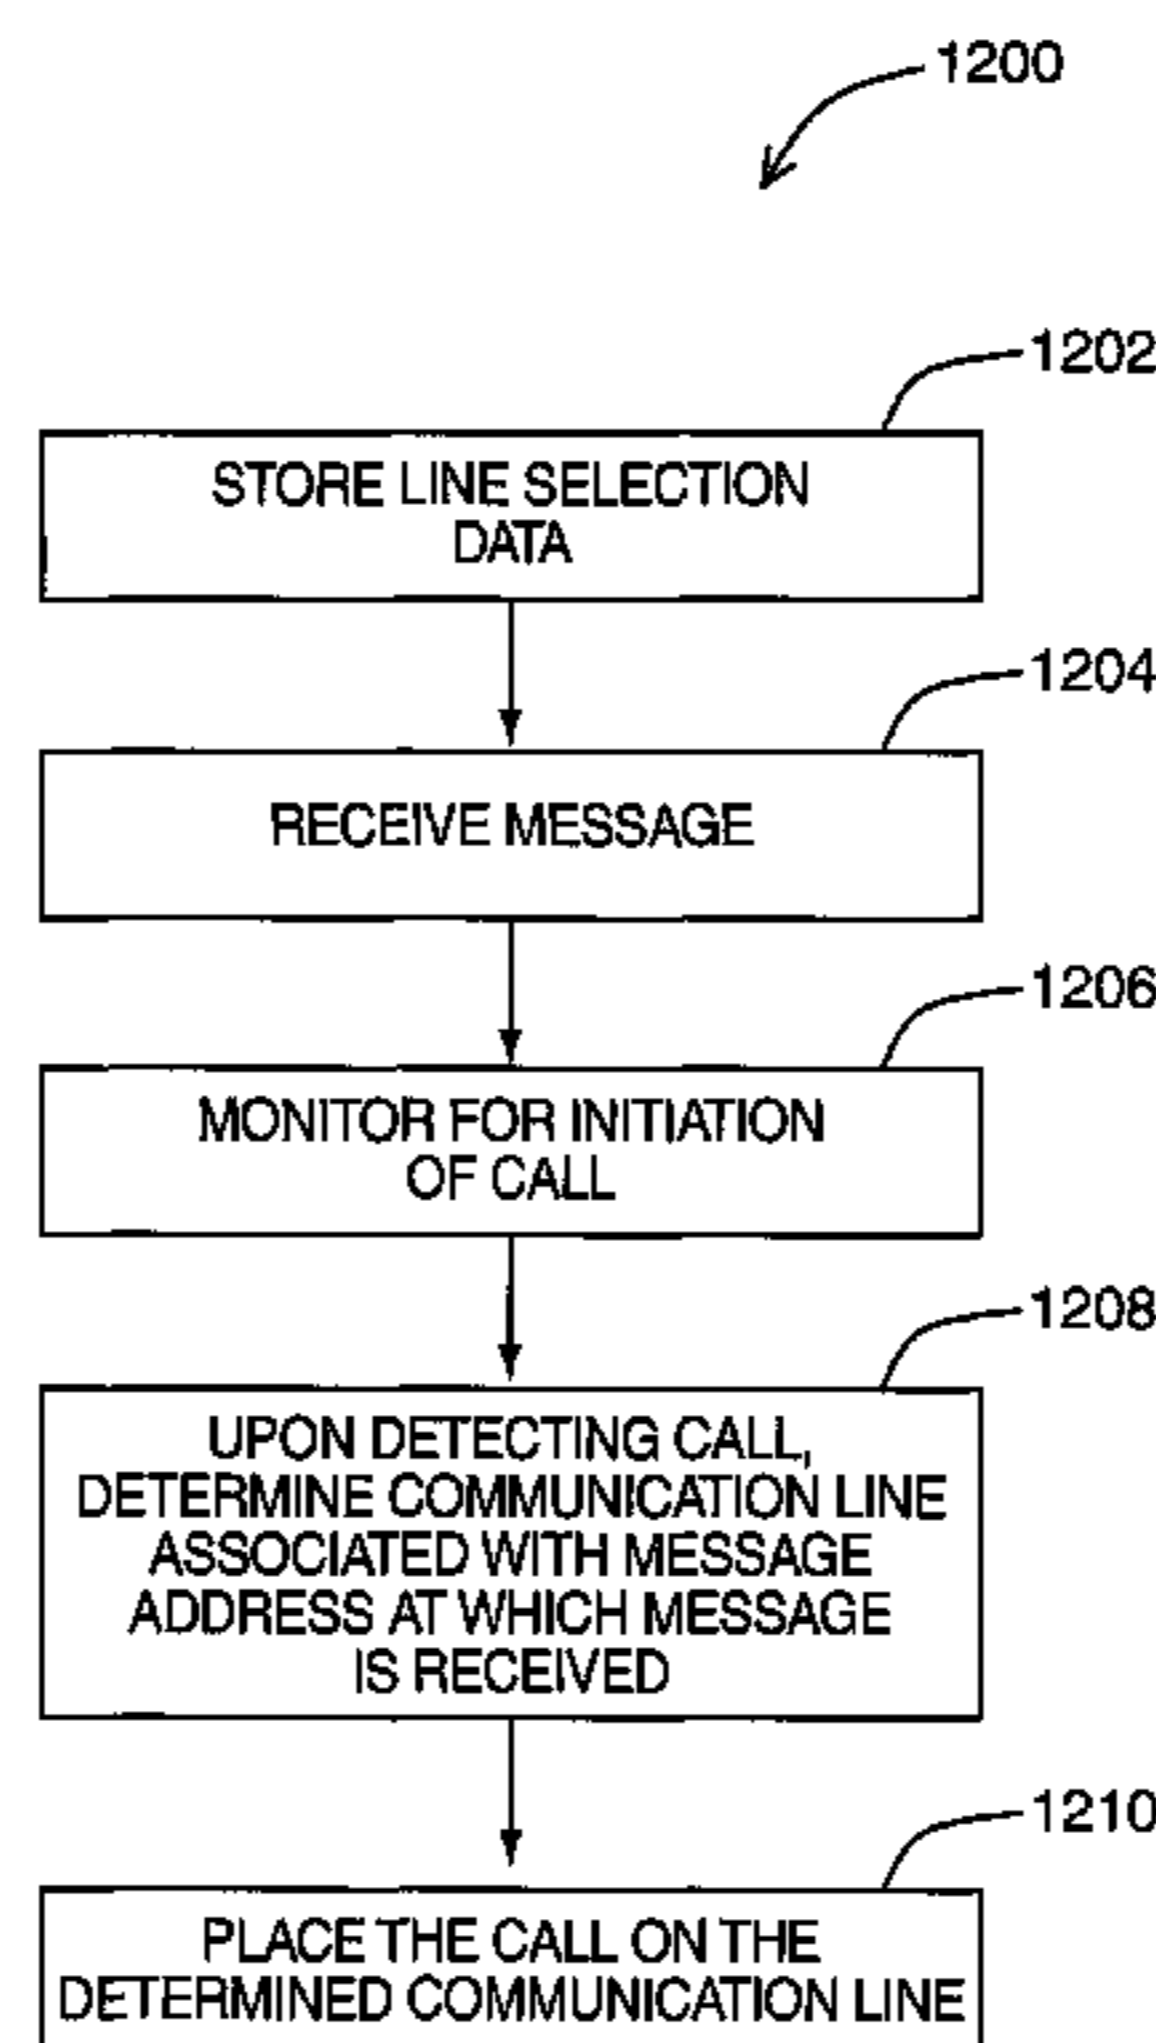 1200
1202
STORE LINE SELECTION
DATA
1204
RECEIVE MESSAGE
1206
MONITOR FOR INITIATION
OF CALL
1208
UPON DETECTING CALL,
DETERMINE COMMUNICATION LINE
ASSOCIATED WITH MESSAGE
ADDRESS AT WHICH MESSAGE
IS RECEIVED
1210
PLACE THE CALL ON THE
DETERMINED COMMUNICATION LINE